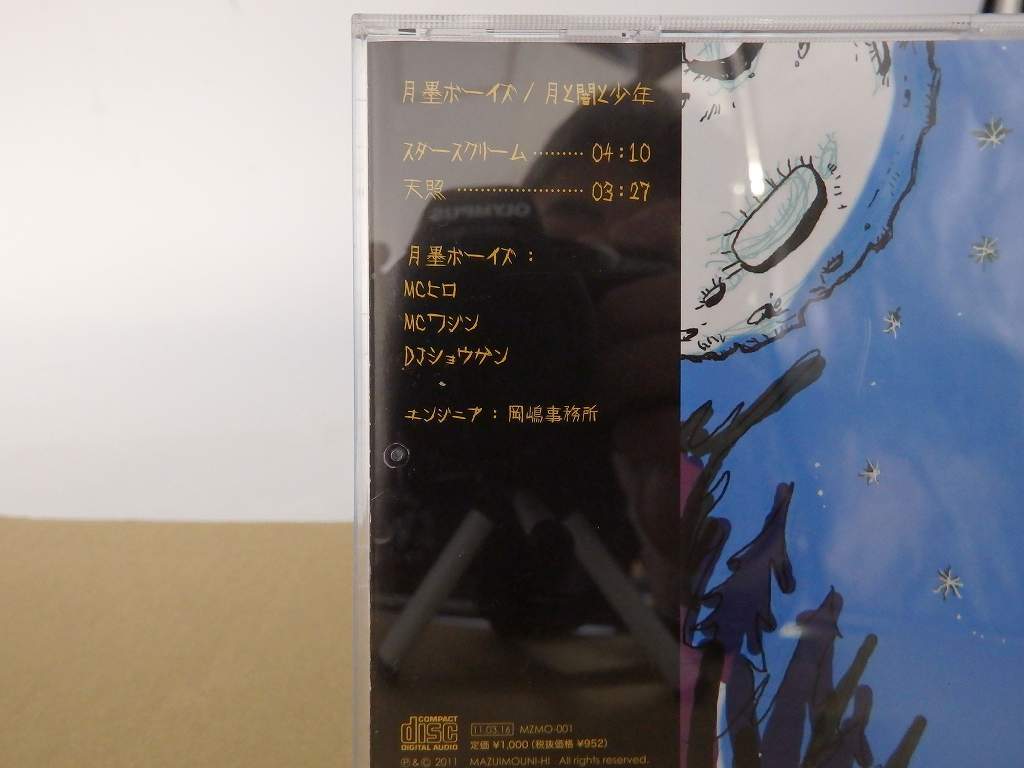 月墨ボーイズ / 月と闇と少年
スタースクリーム ········· 04:10
天照 ······················ 03:27
月墨ボーイズ :
MCヒロ
MCワジン
DJショウゲン
エンジニア : 岡嶋事務所
COMPACT
disc
DIGITAL AUDIO
11.03.16 MZMO-001
定価 ¥1,000 (税抜価格 ¥952)
℗ & © 2011 MAZUIMOUNI-HI All rights reserved.
OLYMPUS